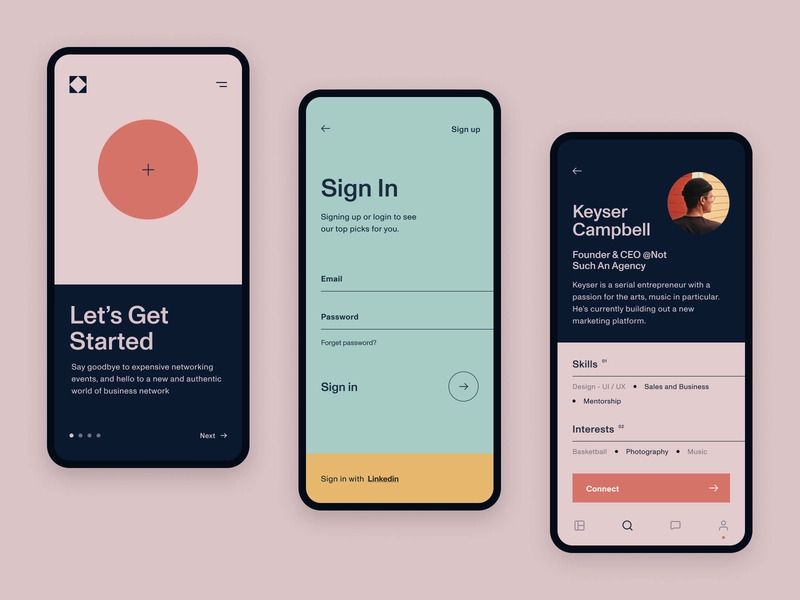 Let's Get
Started
Say goodbye to expensive networking
events, and hello to a new and authentic
world of business network
Next
Sign up
Sign In
Signing up or login to see
our top picks for you.
Email
Password
Forget password?
Sign in
Sign in with Linkedin
Keyser
Campbell
Founder & CEO @Not
Such An Agency
Keyser is a serial entrepreneur with a
passion for the arts, music in particular.
He's currently building out a new
marketing platform.
Skills 01
Design - UI / UX • Sales and Business
• Mentorship
Interests 02
Basketball • Photography • Music
Connect